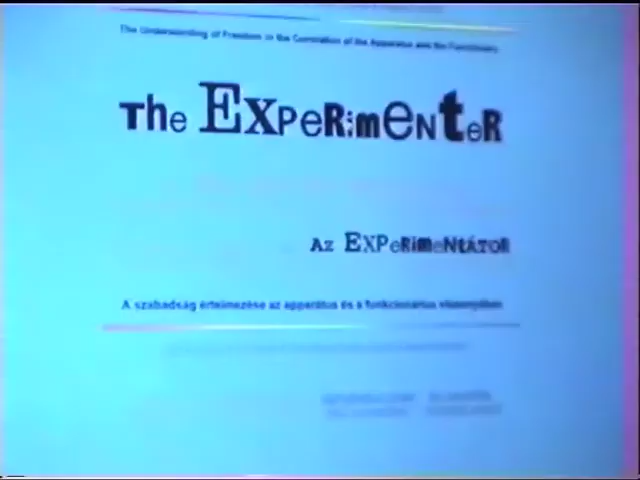 The Understanding of Freedom in the Correlation of the Apparatus and the Functionary
The ExPeRimeNteR
Az ExPeRimeNtÁTOR
A szabadság értelmezése az apparátus és a funkcionárius viszonyában